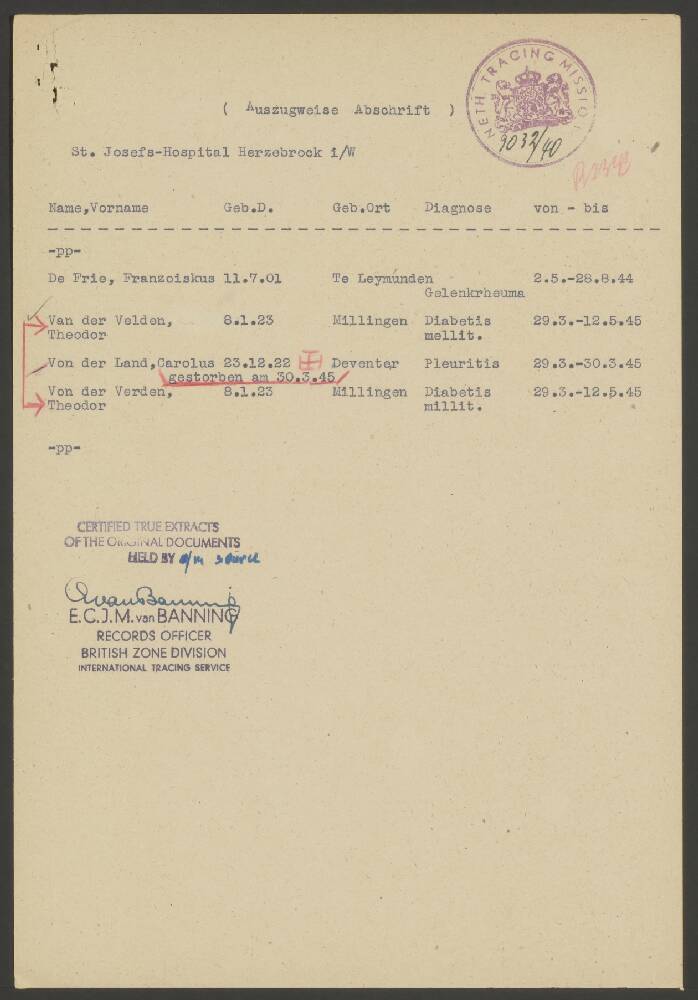 NETH TRACING MISSION
9032/40
( Auszugweise Abschrift )
St. Josefs-Hospital Herzebrock i/W
Name,Vorname Geb.D. Geb.Ort Diagnose von - bis
-pp-
De Frie, Franzoiskus 11.7.01 Te Leymünden 2.5.-28.8.44
Gelenkrheuma
Van der Velden, 8.1.23 Millingen Diabetis 29.3.-12.5.45
Theodor mellit.
Von der Land,Carolus 23.12.22 Deventer Pleuritis 29.3.-30.3.45
gestorben am 30.3.45
Von der Verden, 8.1.23 Millingen Diabetis 29.3.-12.5.45
Theodor millit.
-pp-
CERTIFIED TRUE EXTRACTS
OF THE ORIGINAL DOCUMENTS
HELD BY a/m source
E.C.J.M. van BANNING
RECORDS OFFICER
BRITISH ZONE DIVISION
INTERNATIONAL TRACING SERVICE